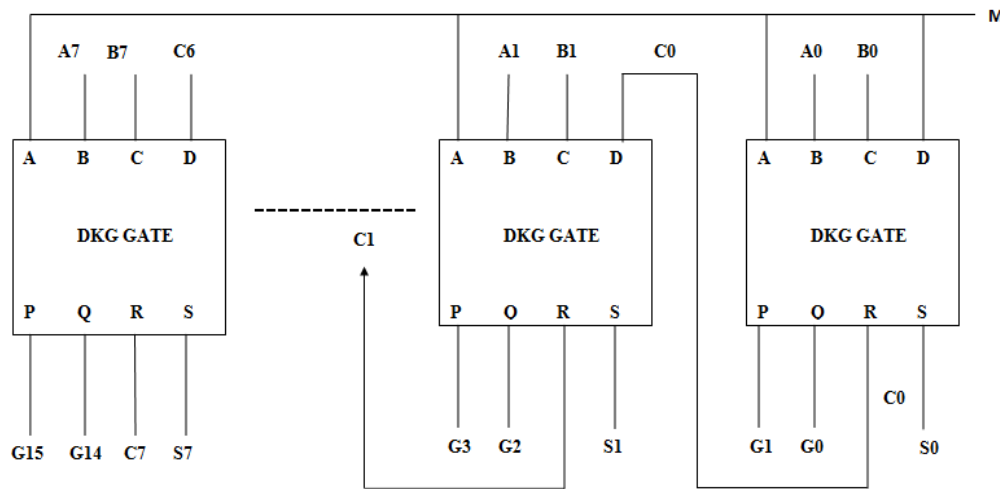 M
A7 B7 C6 A1 B1 C0 A0 B0
A B C D A B C D A B C D
DKG GATE DKG GATE DKG GATE
C1
P Q R S P Q R S P Q R S
C0
G15 G14 C7 S7 G3 G2 S1 G1 G0 S0